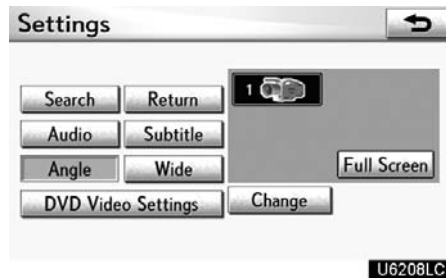 Settings
Search Return
1
Audio Subtitle
Angle Wide
Full Screen
DVD Video Settings Change
U6208LC